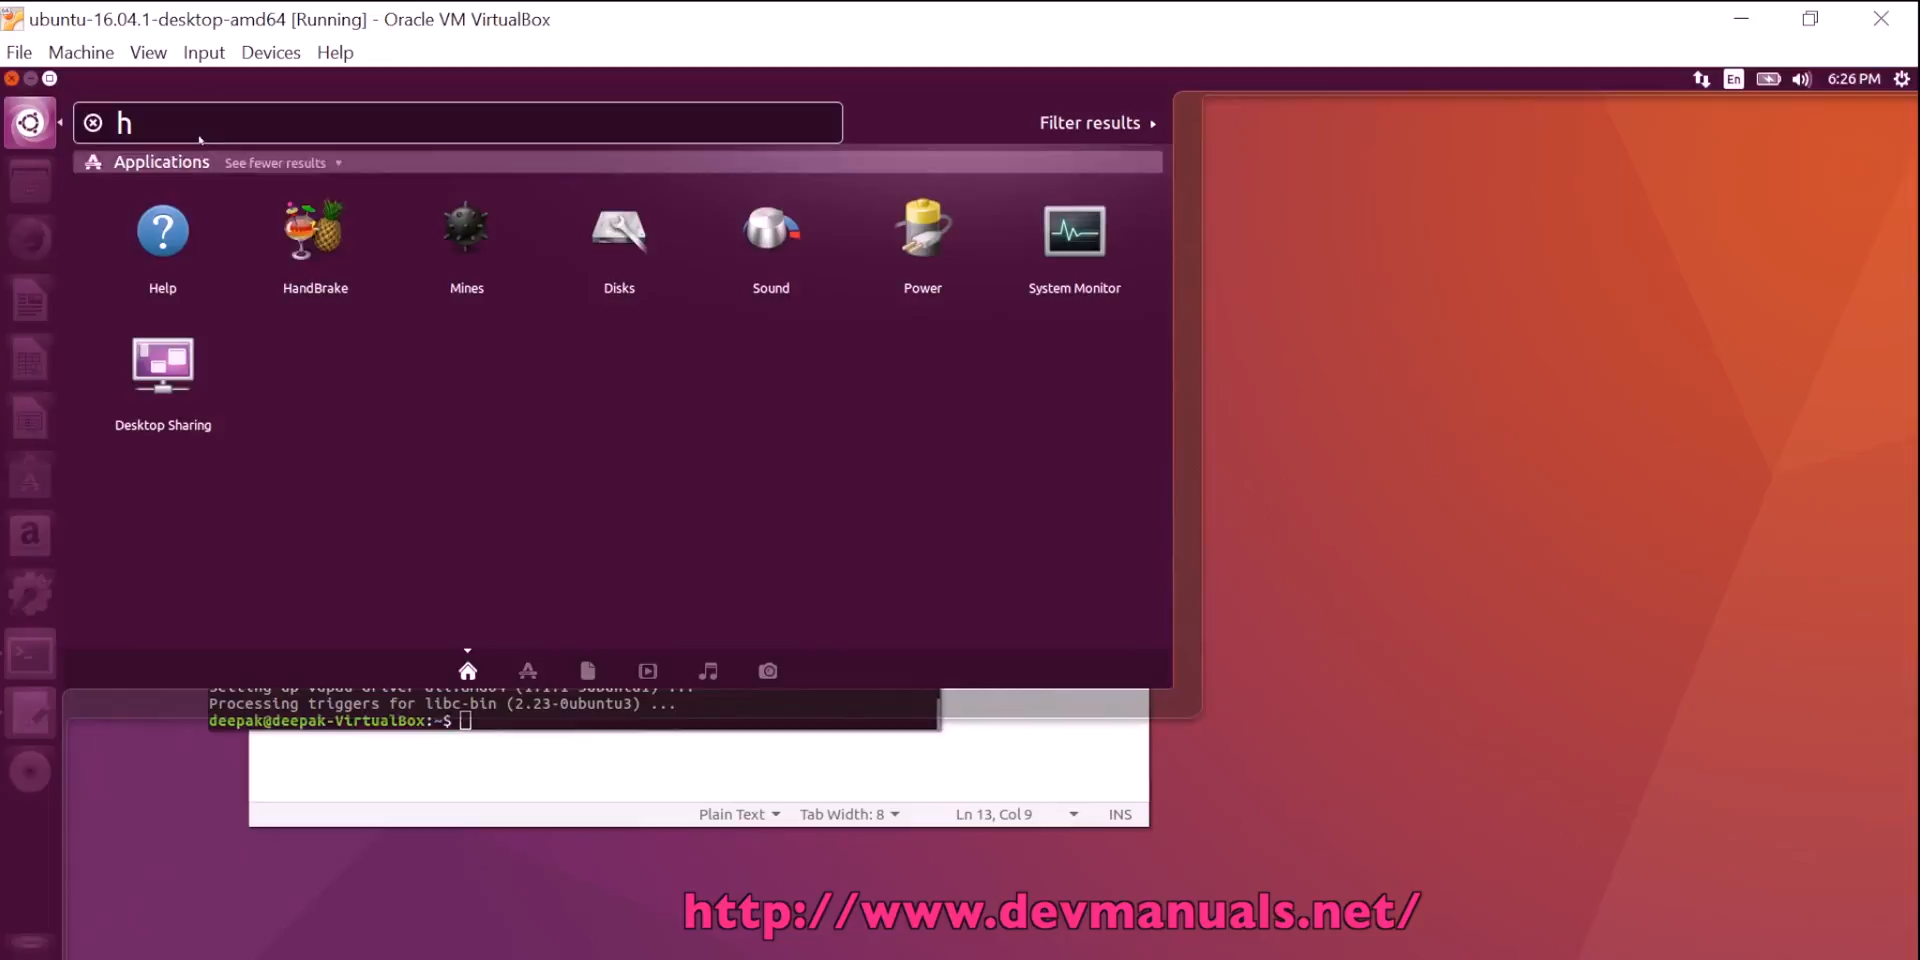 ubuntu-16.04.1-desktop-amd64 [Running] - Oracle VM VirtualBox
File Machine View Input Devices Help
En 6:26 PM
h
Filter results
Applications See fewer results
Help HandBrake Mines Disks Sound Power System Monitor
Desktop Sharing
Processing triggers for libc-bin (2.23-0ubuntu3) ...
deepak@deepak-VirtualBox:~$
Plain Text Tab Width: 8 Ln 13, Col 9 INS
http://www.devmanuals.net/